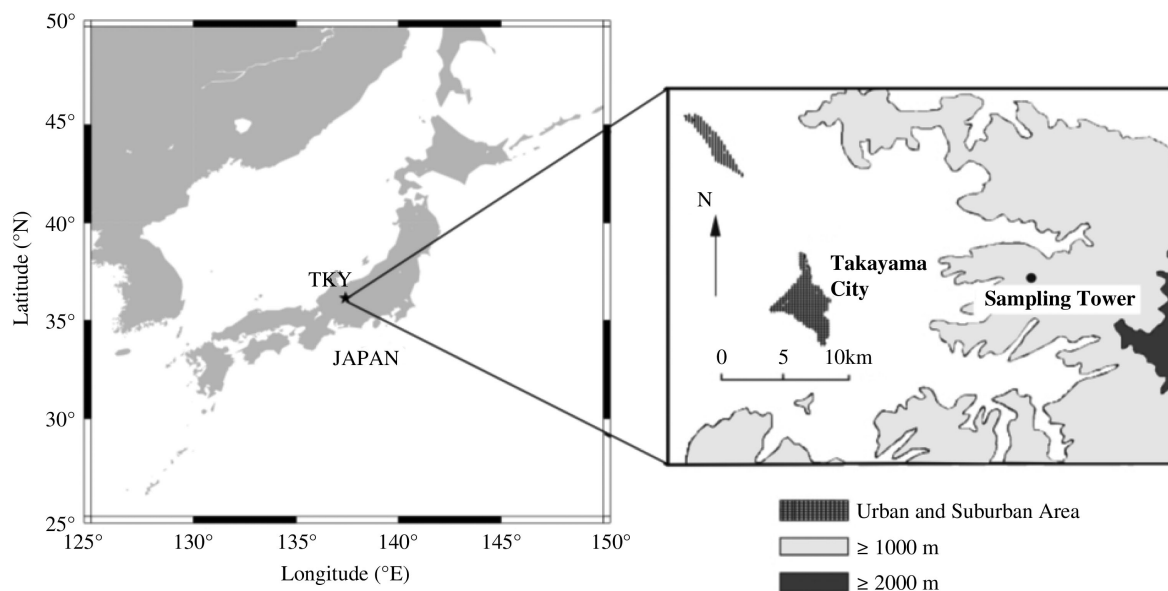 50°
45°
40°
35°
30°
25°
125°
130°
135°
140°
145°
150°
Latitude (°N)
Longitude (°E)
TKY
JAPAN
N
Takayama
City
Sampling Tower
0
5
10km
Urban and Suburban Area
≥ 1000 m
≥ 2000 m